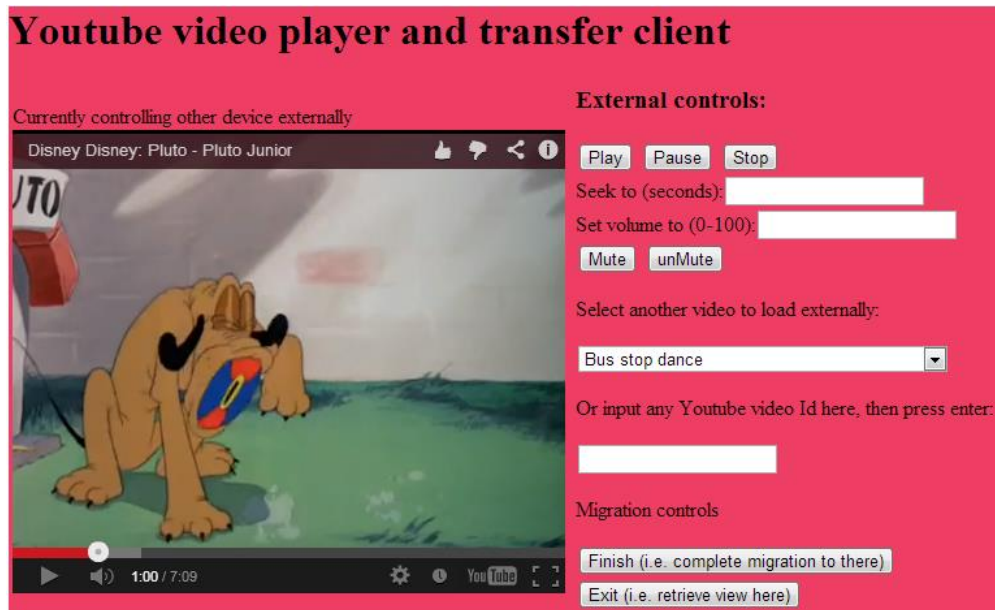 Youtube video player and transfer client
Currently controlling other device externally
Disney Disney: Pluto - Pluto Junior
UTO
1:00 / 7:09
YouTube
External controls:
Play Pause Stop
Seek to (seconds):
Set volume to (0-100):
Mute unMute
Select another video to load externally:
Bus stop dance
Or input any Youtube video Id here, then press enter:
Migration controls
Finish (i.e. complete migration to there)
Exit (i.e. retrieve view here)